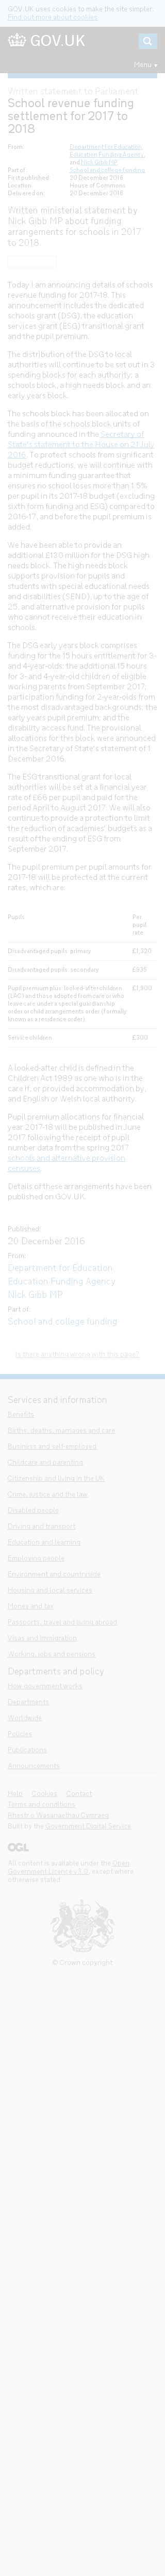 GOV.UK uses cookies to make the site simpler.
Find out more about cookies
GOV.UK
Menu
Written statement to Parliament
School revenue funding
settlement for 2017 to
2018
From:
Department for Education,
Education Funding Agency,
and Nick Gibb MP
Part of:
School and college funding
First published:
20 December 2016
Location:
House of Commons
Delivered on:
20 December 2016
Written ministerial statement by
Nick Gibb MP about funding
arrangements for schools in 2017
to 2018
Today I am announcing details of schools
revenue funding for 2017-18. This
announcement includes the dedicated
schools grant (DSG), the education
services grant (ESG) transitional grant
and the pupil premium.
The distribution of the DSG to local
authorities will continue to be set out in 3
spending blocks for each authority: a
schools block, a high needs block and an
early years block.
The schools block has been allocated on
the basis of the schools block units of
funding announced in the Secretary of
State's statement to the House on 21 July
2016. To protect schools from significant
budget reductions, we will continue with
a minimum funding guarantee that
ensures no school loses more than 1.5%
per pupil in its 2017-18 budget (excluding
sixth form funding and ESG) compared to
2016-17, and before the pupil premium is
added.
We have been able to provide an
additional £130 million for the DSG high
needs block. The high needs block
supports provision for pupils and
students with special educational needs
and disabilities (SEND), up to the age of
25, and alternative provision for pupils
who cannot receive their education in
schools.
The DSG early years block comprises
funding for the 15 hours entitlement for 3-
and 4-year-olds; the additional 15 hours
for 3- and 4-year-old children of eligible
working parents from September 2017;
participation funding for 2-year-olds from
the most disadvantaged backgrounds; the
early years pupil premium; and the
disability access fund. The provisional
allocations for this block were announced
in the Secretary of State's statement of 1
December 2016.
The ESG transitional grant for local
authorities will be set at a financial year
rate of £66 per pupil and paid for the
period April to August 2017. We will also
continue to offer a protection to limit
the reduction of academies' budgets as a
result of the ending of ESG from
September 2017.
The pupil premium per pupil amounts for
2017-18 will be protected at the current
rates, which are:
Pupils
Per
pupil
rate
Disadvantaged pupils: primary
£1,320
Disadvantaged pupils: secondary
£935
Pupil premium plus: looked-after children
£1,900
(LAC) and those adopted from care or who
leave care under a special guardianship
order or child arrangements order (formally
known as a residence order)
Service children
£300
A looked-after child is defined in the
Children Act 1989 as one who is in the
care of, or provided accommodation by,
an English or Welsh local authority.
Pupil premium allocations for financial
year 2017-18 will be published in June
2017 following the receipt of pupil
number data from the spring 2017
schools and alternative provision
censuses.
Details of these arrangements have been
published on GOV.UK.
Published:
20 December 2016
From:
Department for Education
Education Funding Agency
Nick Gibb MP
Part of:
School and college funding
Is there anything wrong with this page?
Services and information
Benefits
Births, deaths, marriages and care
Business and self-employed
Childcare and parenting
Citizenship and living in the UK
Crime, justice and the law
Disabled people
Driving and transport
Education and learning
Employing people
Environment and countryside
Housing and local services
Money and tax
Passports, travel and living abroad
Visas and immigration
Working, jobs and pensions
Departments and policy
How government works
Departments
Worldwide
Policies
Publications
Announcements
Help Cookies Contact
Terms and conditions
Rhestr o Wasanaethau Cymraeg
Built by the Government Digital Service
OGL
All content is available under the Open
Government Licence v3.0, except where
otherwise stated
© Crown copyright